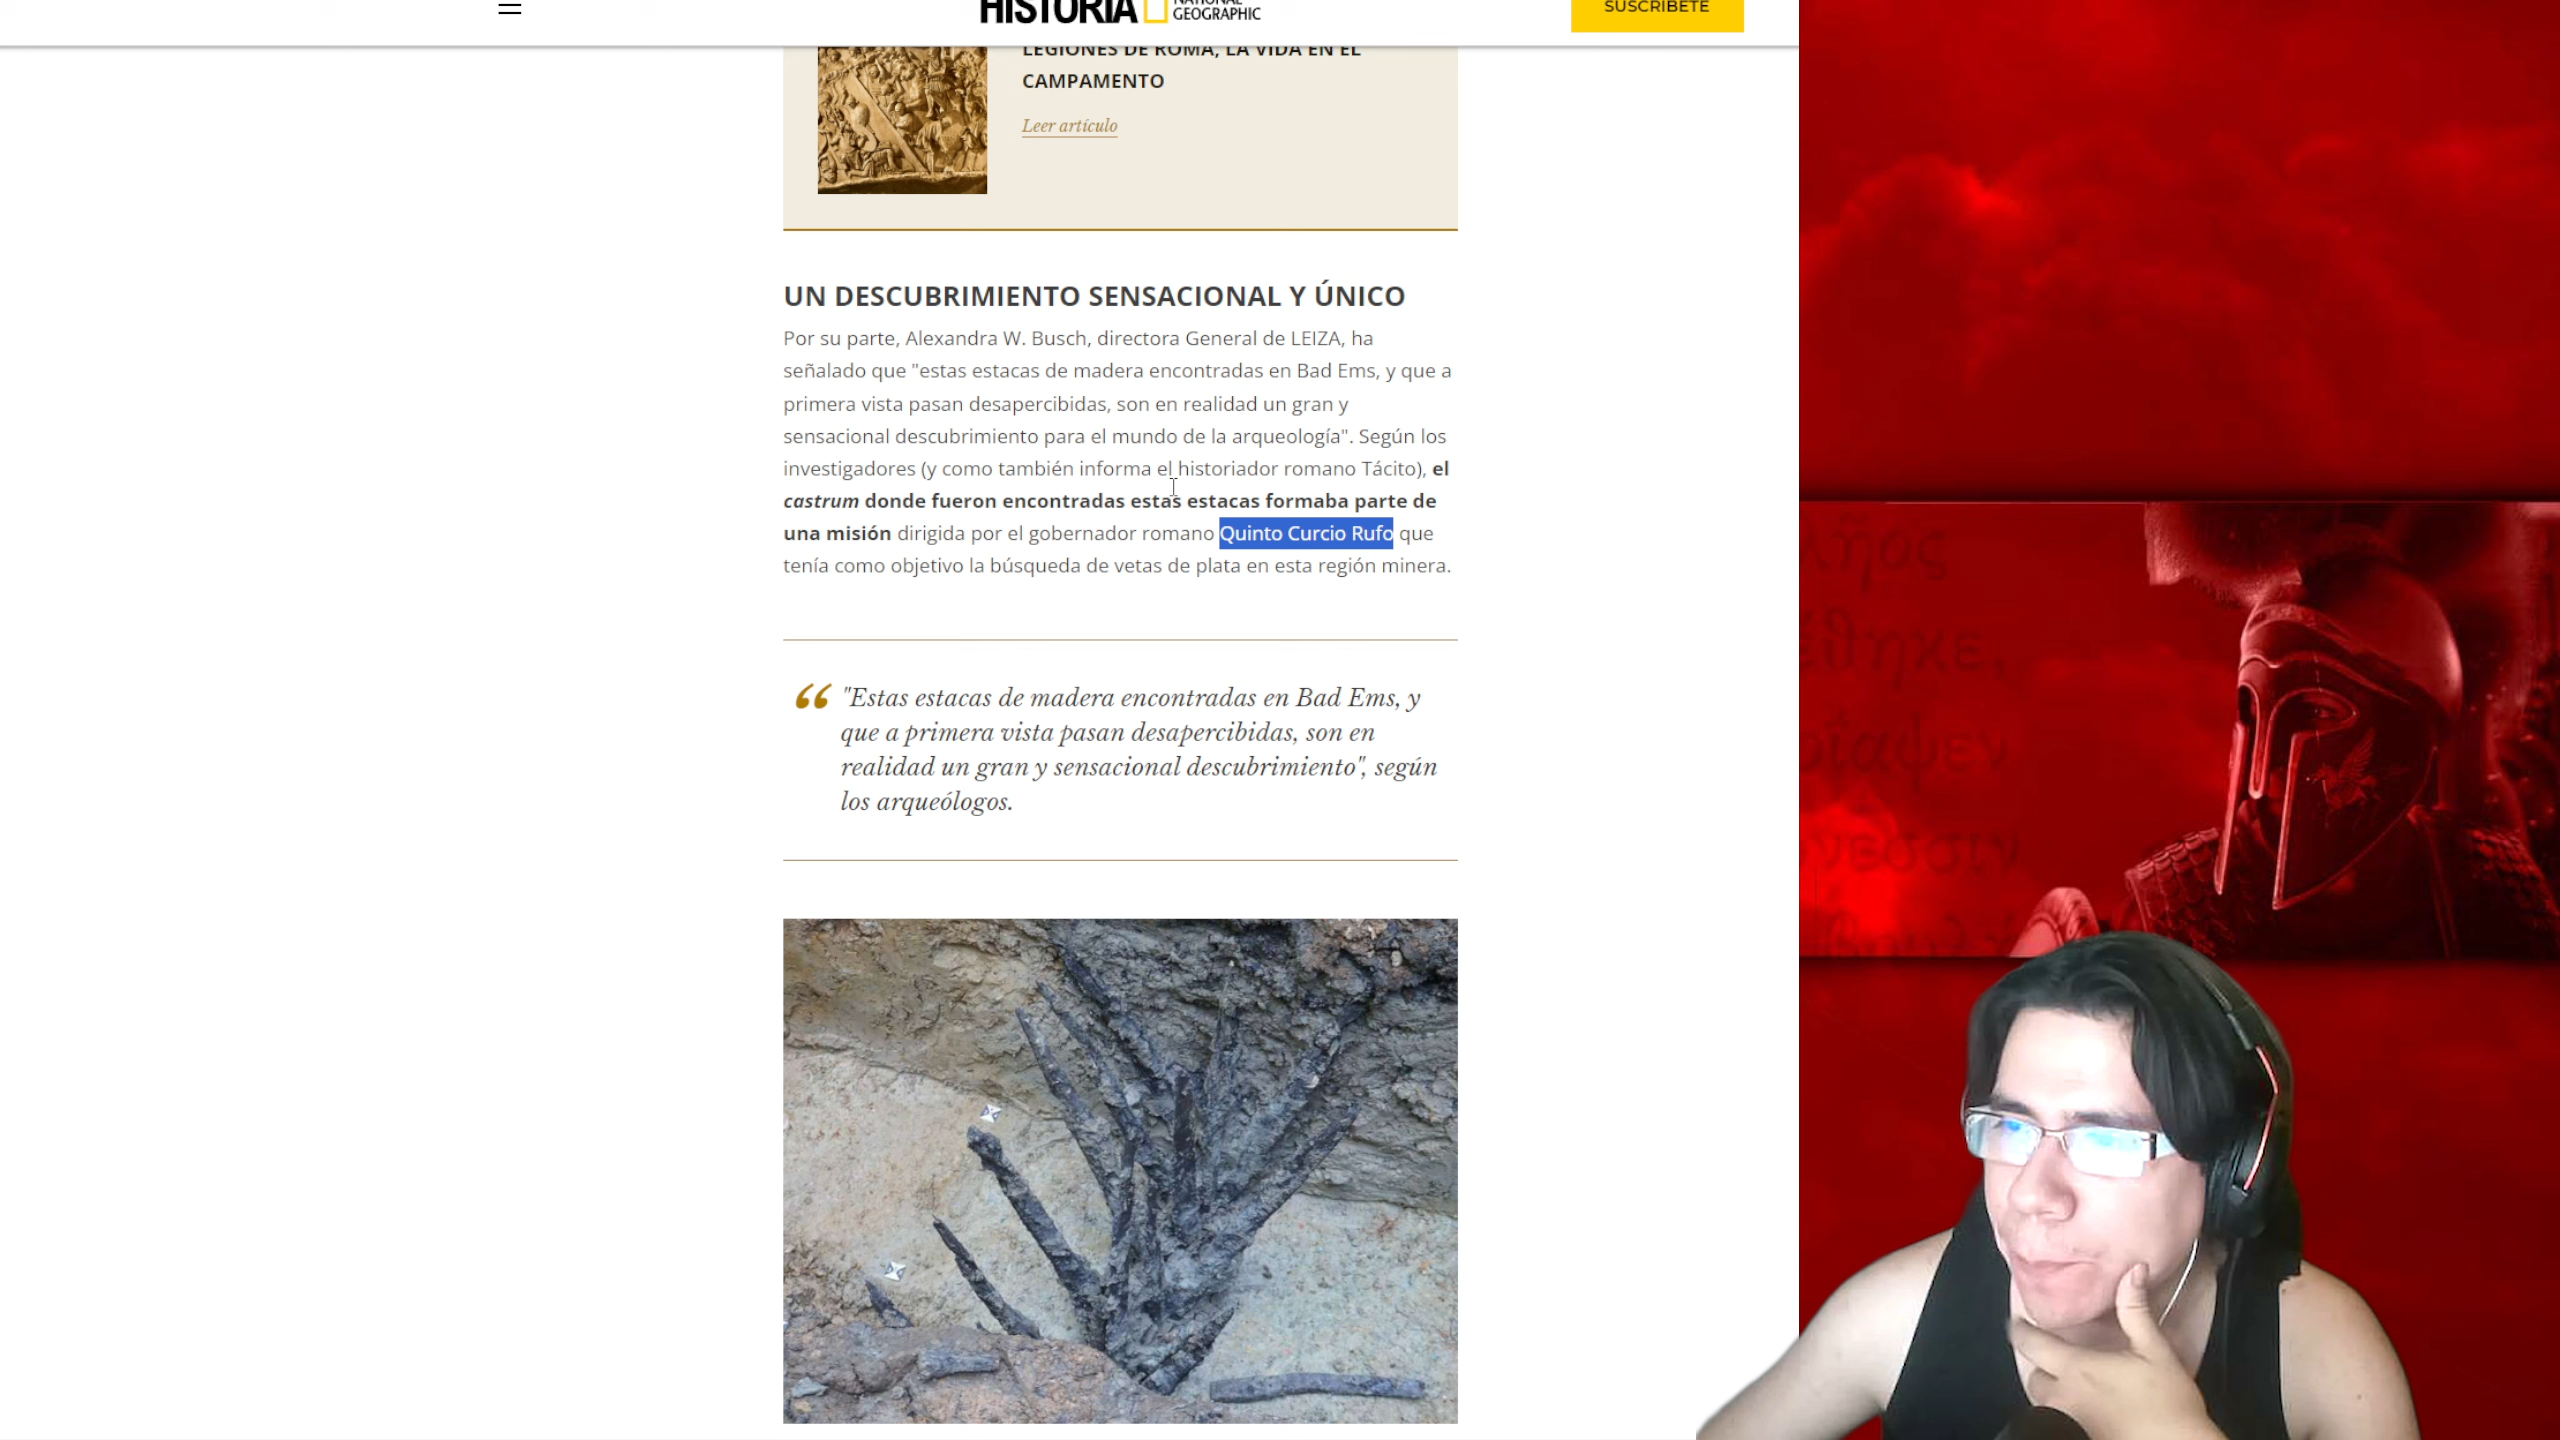 HISTORIA NATIONAL
GEOGRAPHIC
SUSCRÍBETE
LEGIONES DE ROMA, LA VIDA EN EL
CAMPAMENTO
Leer artículo
UN DESCUBRIMIENTO SENSACIONAL Y ÚNICO
Por su parte, Alexandra W. Busch, directora General de LEIZA, ha
señalado que "estas estacas de madera encontradas en Bad Ems, y que a
primera vista pasan desapercibidas, son en realidad un gran y
sensacional descubrimiento para el mundo de la arqueología". Según los
investigadores (y como también informa el historiador romano Tácito), el
castrum donde fueron encontradas estas estacas formaba parte de
una misión dirigida por el gobernador romano Quinto Curcio Rufo que
tenía como objetivo la búsqueda de vetas de plata en esta región minera.
"Estas estacas de madera encontradas en Bad Ems, y
que a primera vista pasan desapercibidas, son en
realidad un gran y sensacional descubrimiento", según
los arqueólogos.